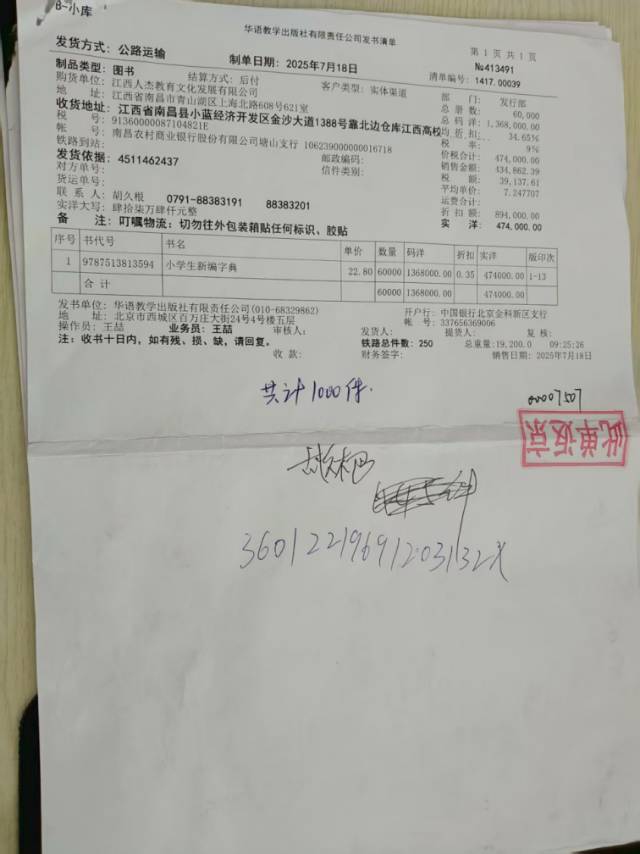 B-小库
华语教学出版社有限责任公司发书清单
第 1 页 共 1 页
发货方式：公路运输 制单日期：2025年7月18日 №413491
制品类型：图书 结算方式：后付 客户类型：实体渠道 清单编号：1417.00039
购货单位：江西人杰教育文化发展有限公司 部 门： 发行部
地 址：江西省南昌市青山湖区上海北路608号621室 总 册 数： 60,000
收货地址：江西省南昌县小蓝经济开发区金沙大道1388号靠北边仓库江西高校 总 码 洋：1,368,000.00
税 号：91360000087104821E 均 折 扣： 34.65%
帐 号：南昌农村商业银行股份有限公司塘山支行 106239000000016718 税 率： 9%
铁路到站： 邮政编码： 价税合计： 474,000.00
发货依据：4511462437 信件类别： 销售金额： 434,862.39
对方单号： 税 额： 39,137.61
货运单号： 平均单价： 7.247707
联 系 人：胡久根 0791-88383191 88383201 运费合计：
实洋大写：肆拾柒万肆仟元整 折 扣 额： 894,000.00
备 注：叮嘱物流：切勿往外包装箱贴任何标识、胶贴 实 洋： 474,000.00
序号 书代号 书名 单价 数量 码洋 折扣 实洋 版印次
1 9787513813594 小学生新编字典 22.80 60000 1368000.00 0.35 474000.00 1-13
合 计 60000 1368000.00 474000.00
发书单位：华语教学出版社有限责任公司(010-68329862) 开户行：中国银行北京金科新区支行
地 址：北京市西城区百万庄大街24号4号楼五层 帐 号：337656369006
操作员：王喆 业务员：王喆 审核人： 发货人： 提货人： 复 核：
注：收书十日内，如有残、损、缺，请回复。 铁路总件数：250 总重量:19,200.0 09:25:26
收 款： 财务签字： 销售日期：2025年7月18日
共计1000件.
00007507
此单返京
36012219691203132X